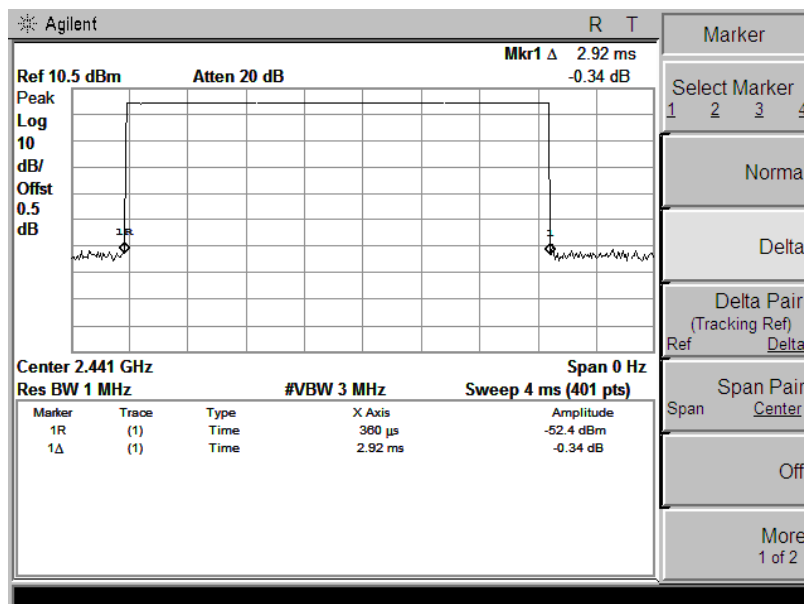 Agilent R T
Mkr1 Δ 2.92 ms
Ref 10.5 dBm Atten 20 dB -0.34 dB
Peak
Log
10
dB/
Offst
0.5
dB
1R 1
Center 2.441 GHz Span 0 Hz
Res BW 1 MHz #VBW 3 MHz Sweep 4 ms (401 pts)
Marker Trace Type X Axis Amplitude
1R (1) Time 360 µs -52.4 dBm
1Δ (1) Time 2.92 ms -0.34 dB
Marker
Select Marker
1 2 3 4
Norma
Delta
Delta Pair
(Tracking Ref)
Ref Delta
Span Pair
Span Center
Off
More
1 of 2